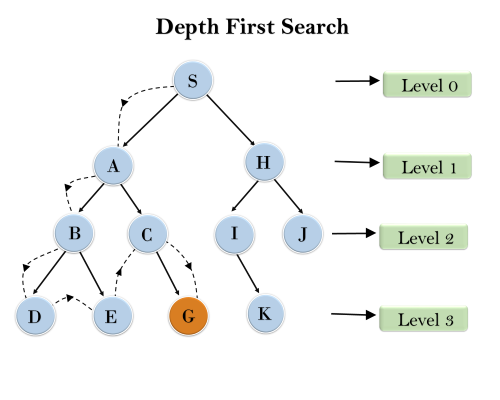 Depth First Search
S
Level 0
A
H
Level 1
B
C
I
J
Level 2
D
E
G
K
Level 3